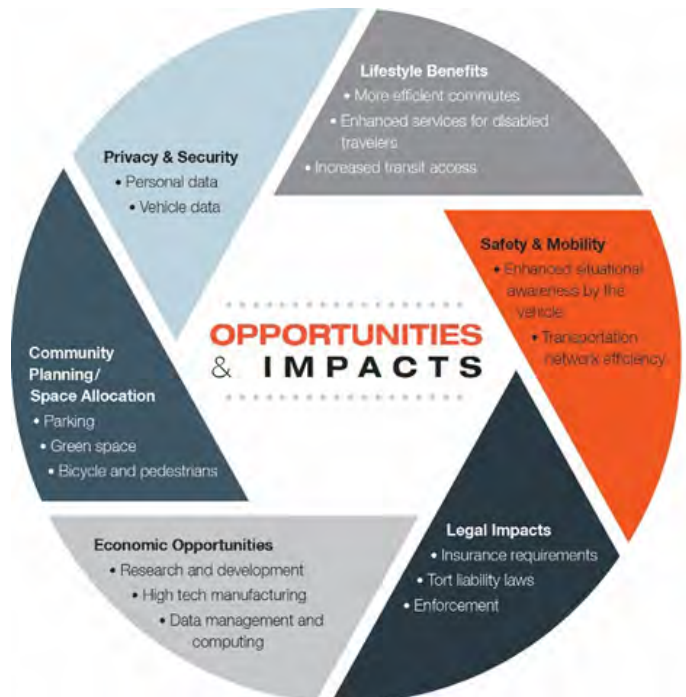 Lifestyle Benefits
• More efficient commutes
• Enhanced services for disabled
travelers
• Increased transit access
Privacy & Security
• Personal data
• Vehicle data
Safety & Mobility
• Enhanced situational
awareness by the
vehicle
• Transportation
network efficiency
OPPORTUNITIES
& IMPACTS
Community
Planning/
Space Allocation
• Parking
• Green space
• Bicycle and pedestrians
Legal Impacts
• Insurance requirements
• Tort liability laws
• Enforcement
Economic Opportunities
• Research and development
• High tech manufacturing
• Data management and
computing